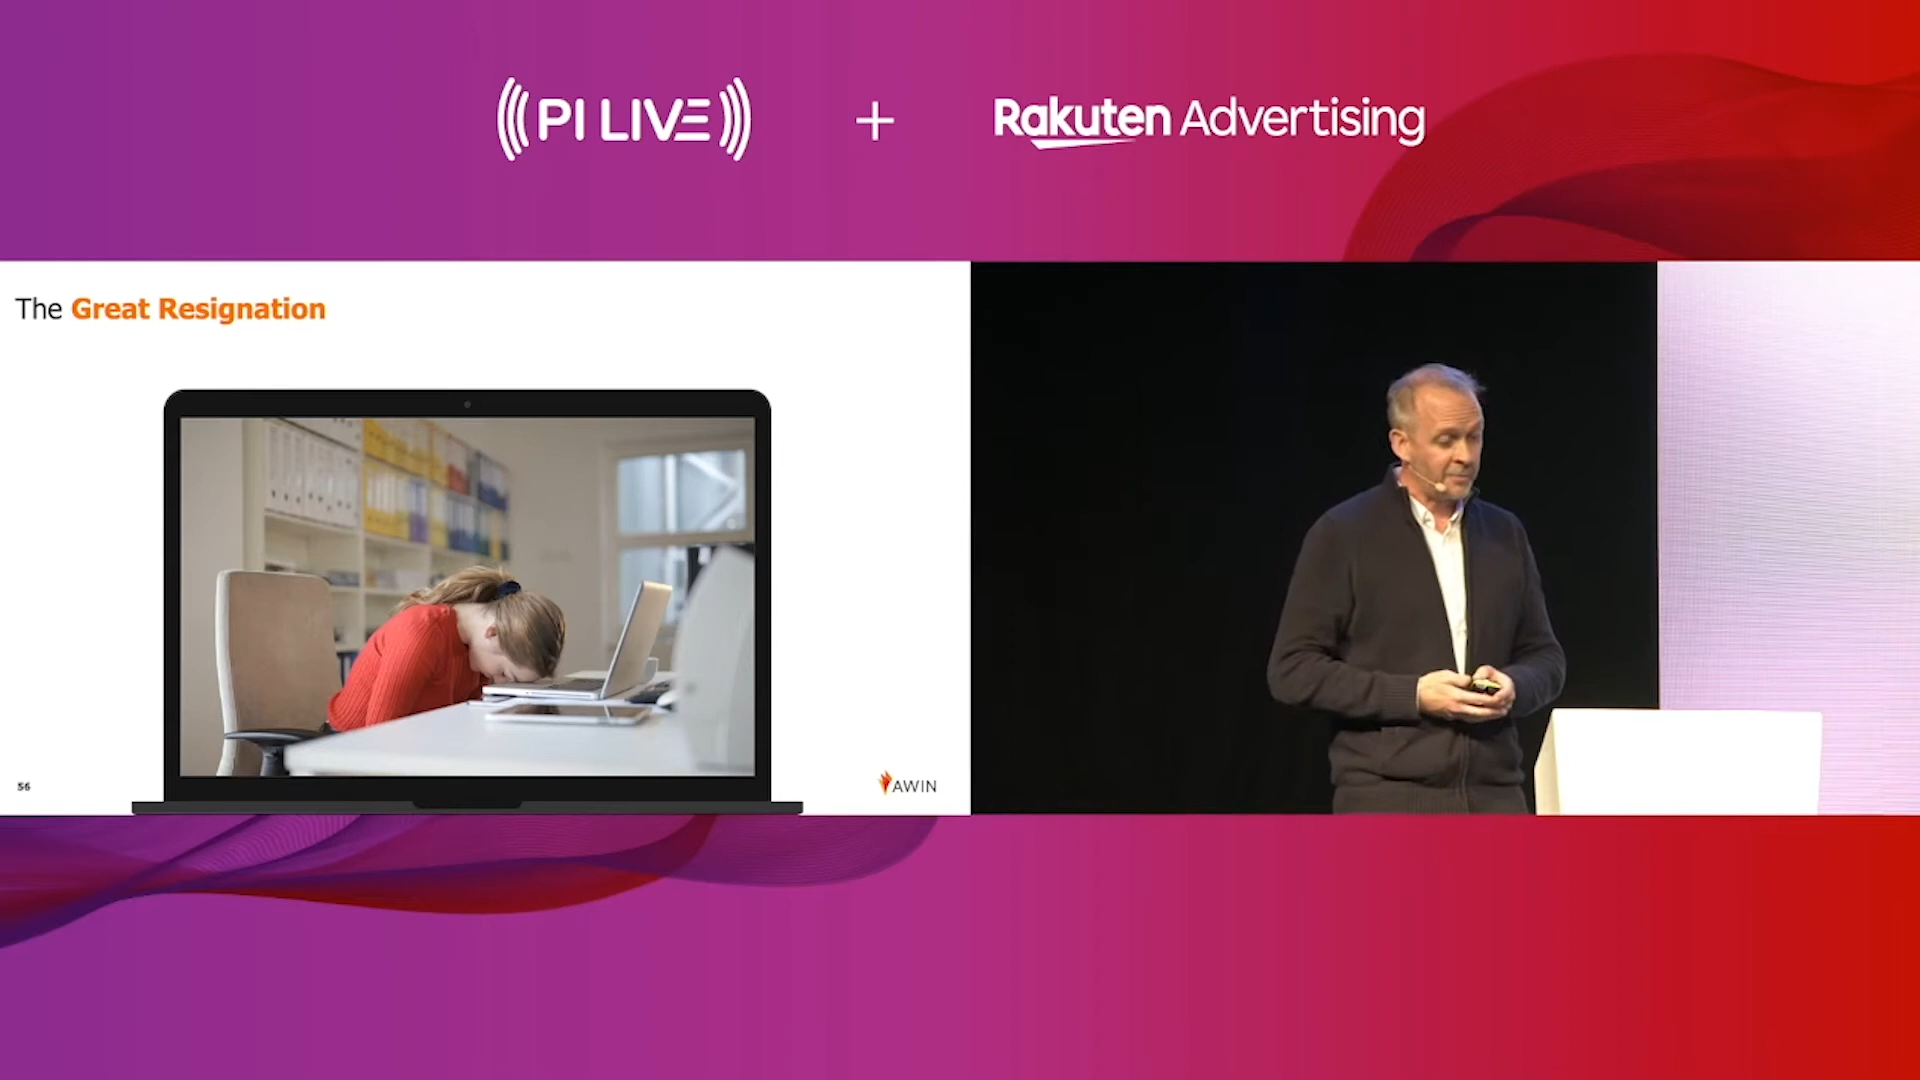 PI LIVE + Rakuten Advertising
The Great Resignation
56
AWIN